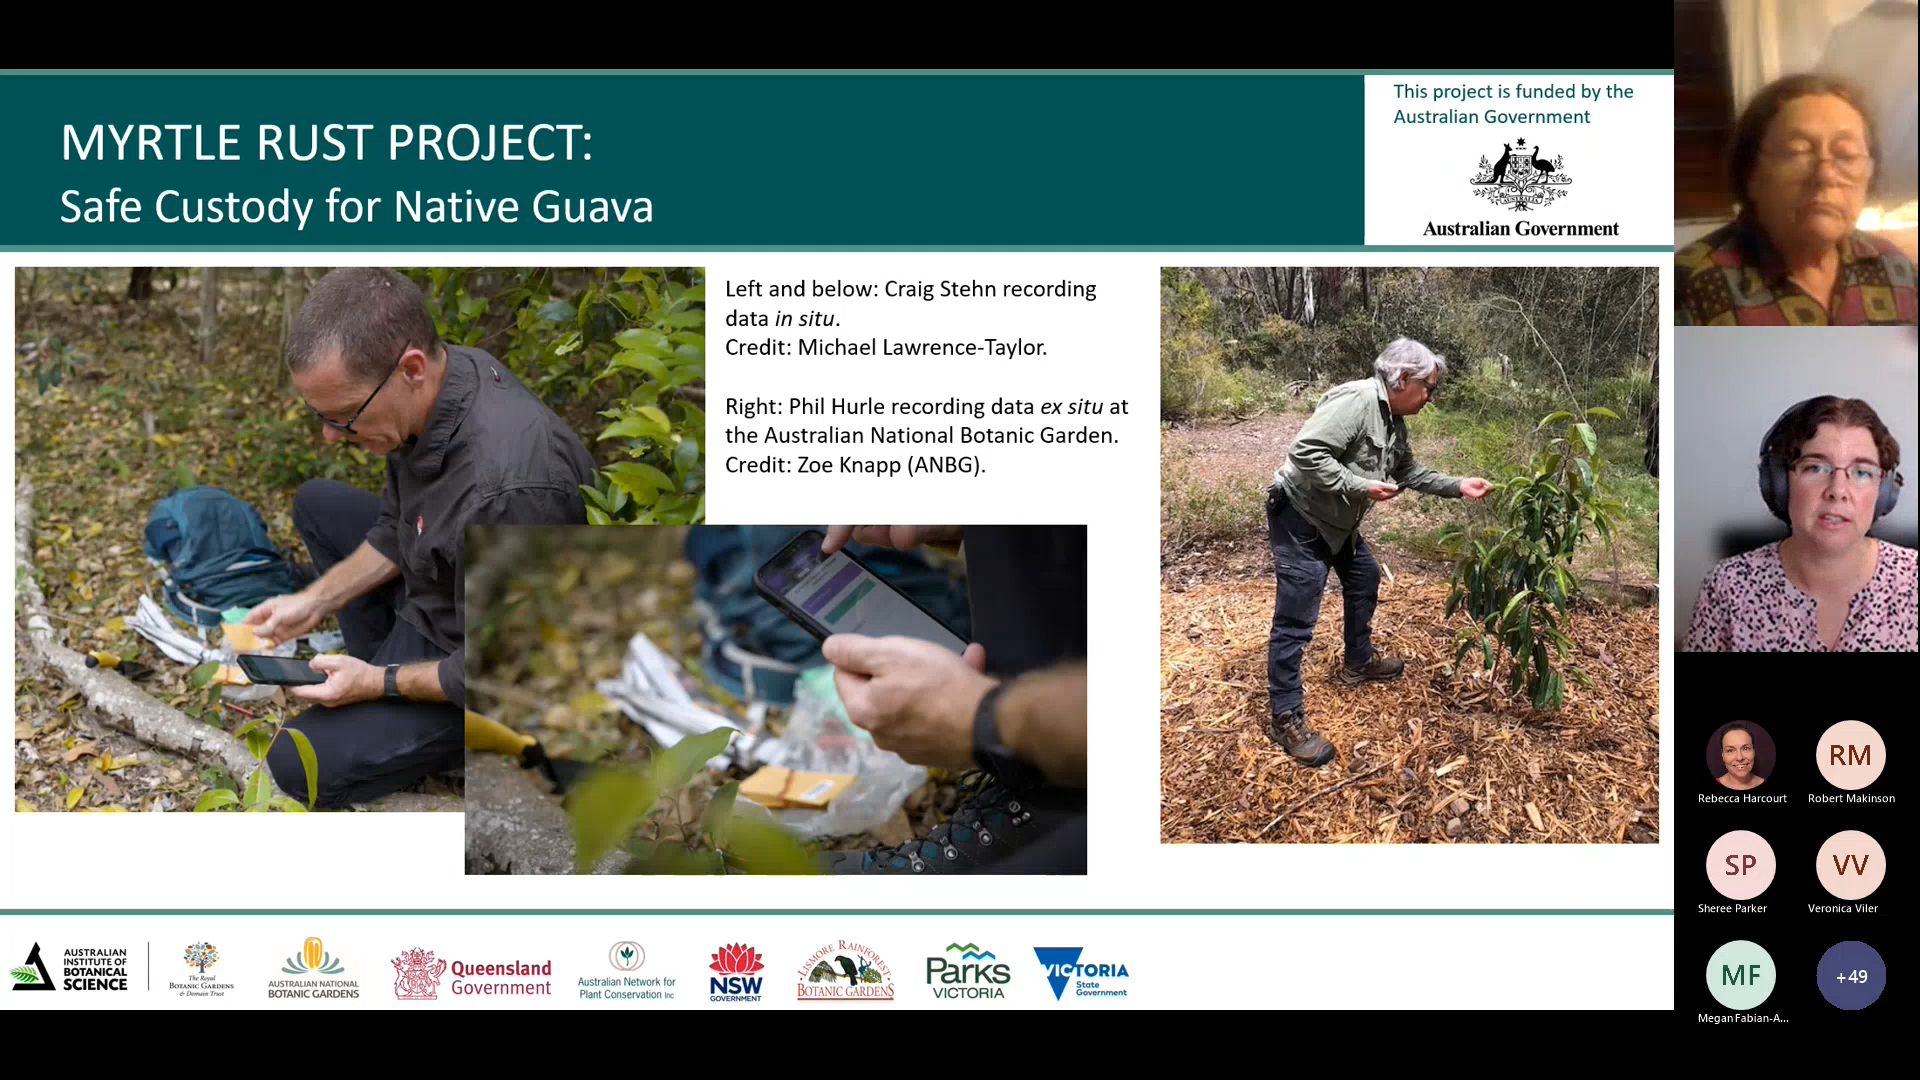 MYRTLE RUST PROJECT:
Safe Custody for Native Guava
This project is funded by the
Australian Government
AUSTRALIA
Australian Government
Left and below: Craig Stehn recording
data in situ.
Credit: Michael Lawrence-Taylor.
Right: Phil Hurle recording data ex situ at
the Australian National Botanic Garden.
Credit: Zoe Knapp (ANBG).
AUSTRALIAN
INSTITUTE OF
BOTANICAL
SCIENCE
The Royal
BOTANIC GARDENS
& Domain Trust
AUSTRALIAN NATIONAL
BOTANIC GARDENS
Queensland
Government
Australian Network for
Plant Conservation Inc
NSW
GOVERNMENT
LISMORE RAINFOREST
BOTANIC GARDENS
Parks
VICTORIA
VICTORIA
State
Government
Rebecca Harcourt
RM
Robert Makinson
SP
Sheree Parker
VV
Veronica Viler
MF
Megan Fabian-A...
+49